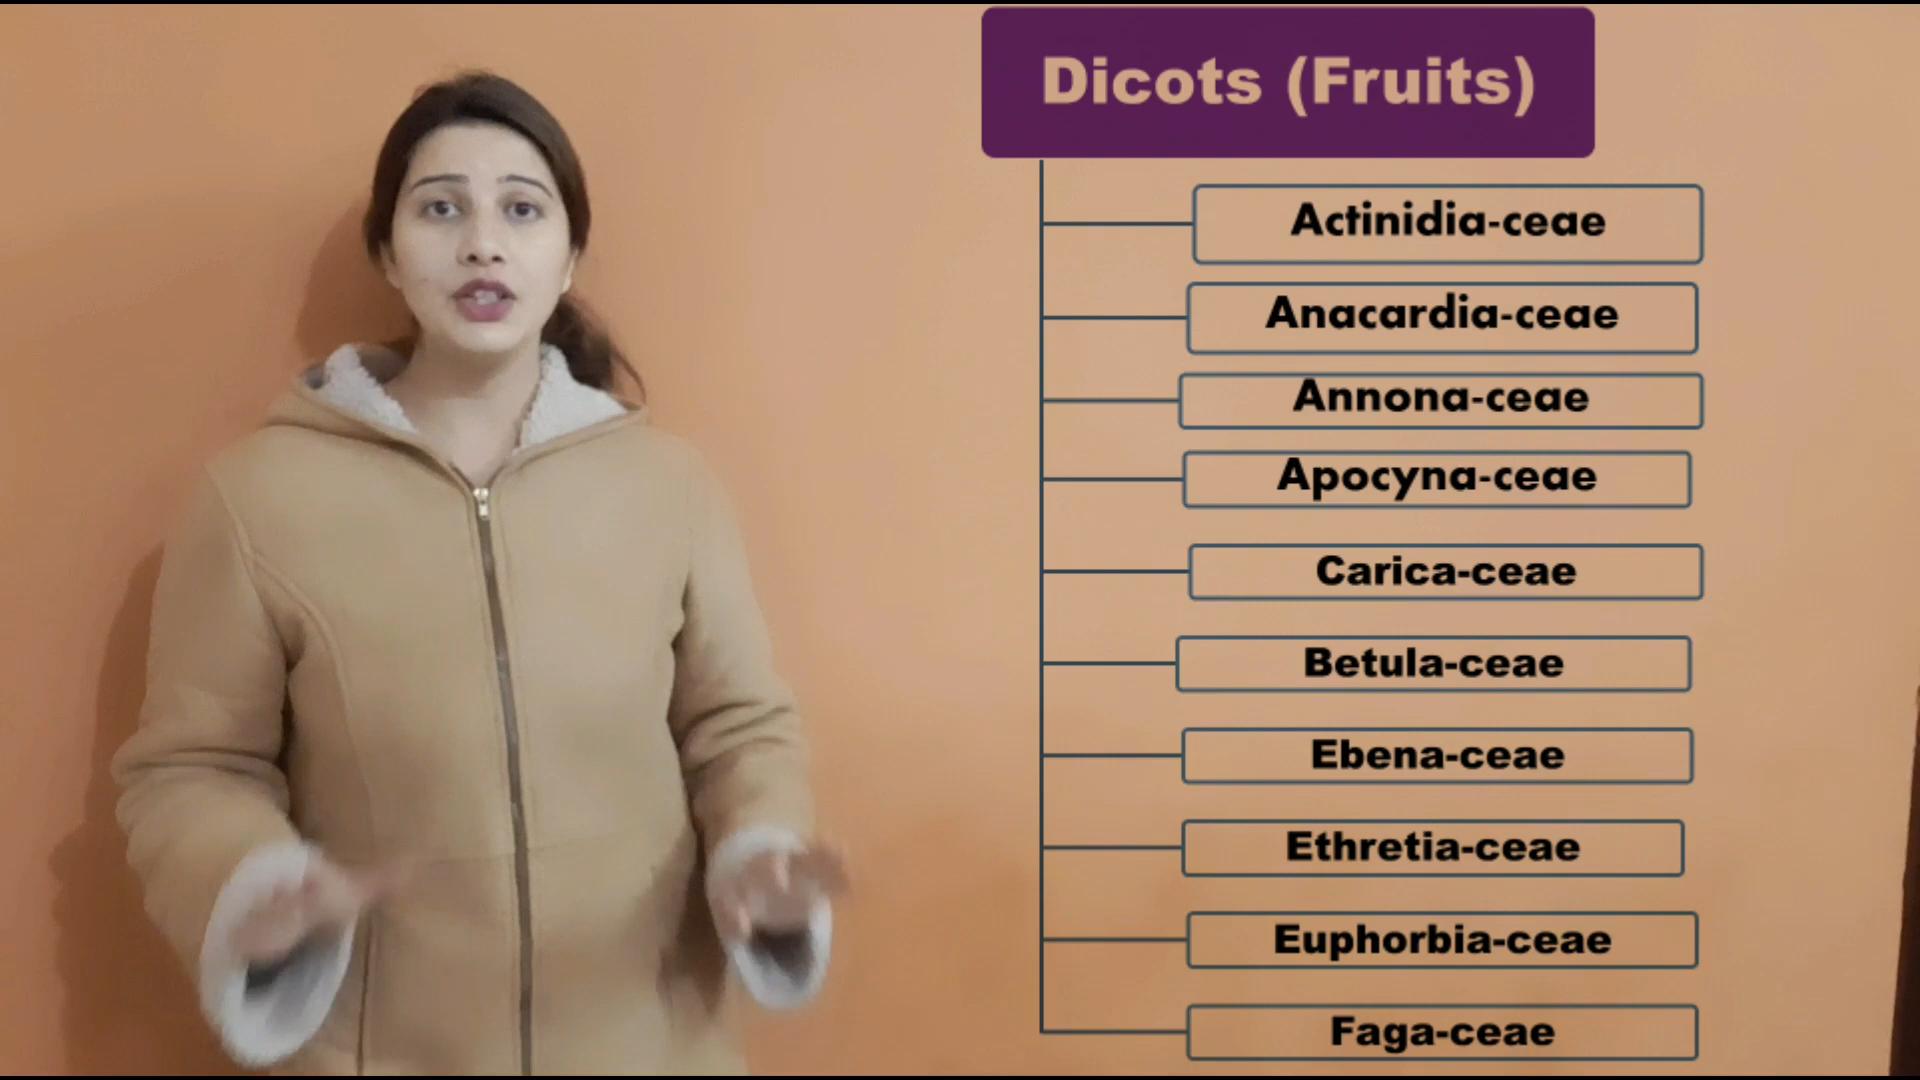 Dicots (Fruits)
Actinidia-ceae
Anacardia-ceae
Annona-ceae
Apocyna-ceae
Carica-ceae
Betula-ceae
Ebena-ceae
Ethretia-ceae
Euphorbia-ceae
Faga-ceae